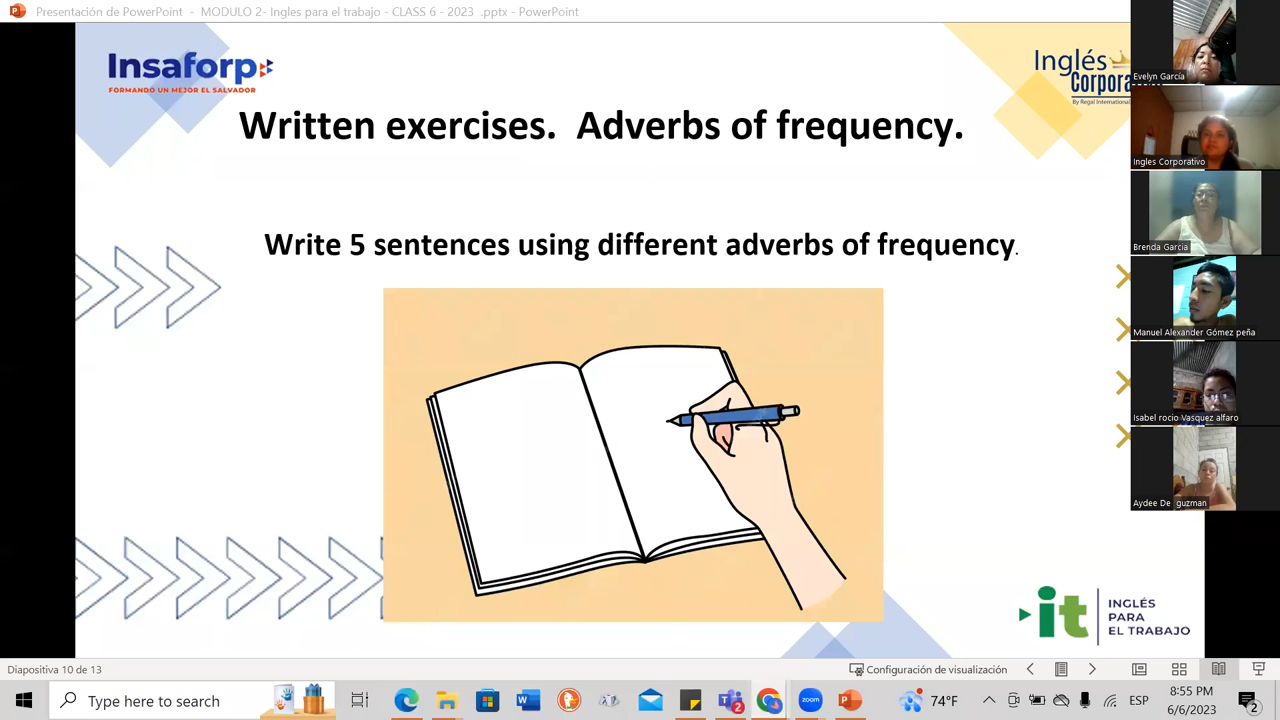 Presentación de PowerPoint - MODULO 2- Ingles para el trabajo - CLASS 6 - 2023 .pptx - PowerPoint
Insaforp
FORMANDO UN MEJOR EL SALVADOR
Inglés
Corporati
By Regal International
Written exercises. Adverbs of frequency.
Write 5 sentences using different adverbs of frequency.
Evelyn García
Ingles Corporativo
Brenda Garcia
Manuel Alexander Gómez peña
Isabel rocio Vasquez alfaro
Aydee De guzman
it
INGLÉS
PARA
EL TRABAJO
Diapositiva 10 de 13
Configuración de visualización
Type here to search
74°F
ESP
8:55 PM
6/6/2023
2
2